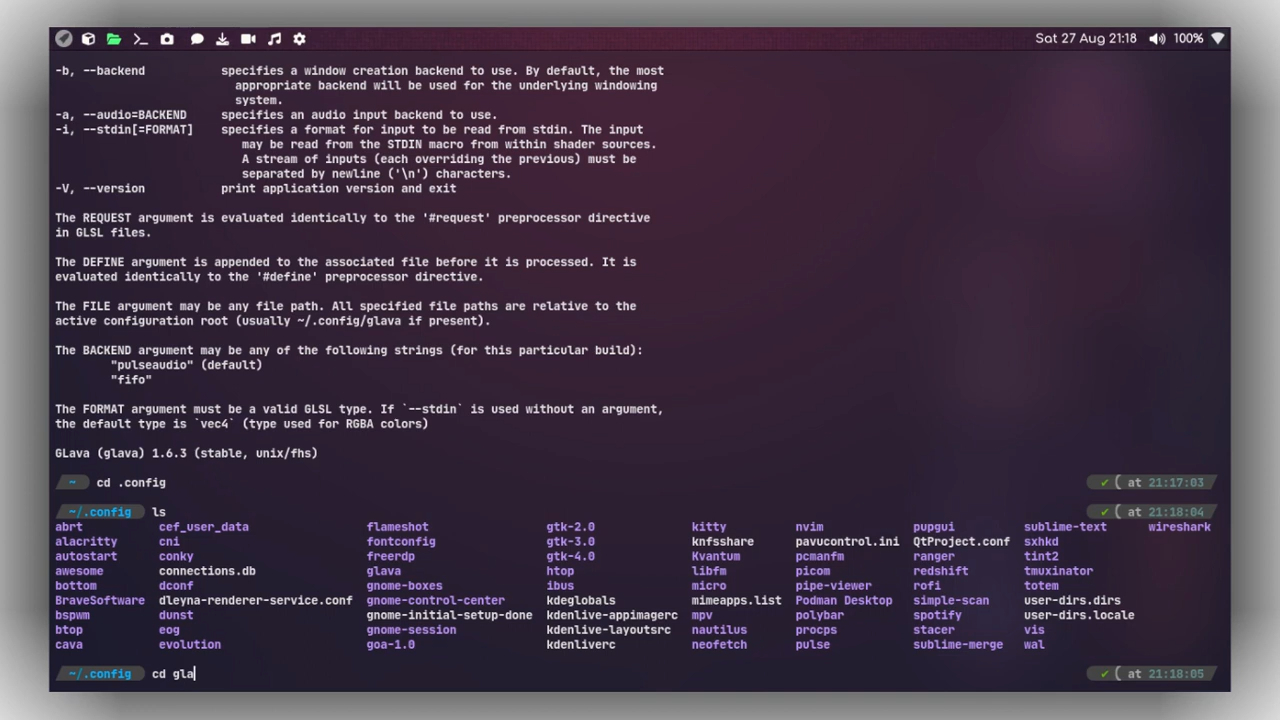 Sat 27 Aug 21:18 100%
-b, --backend specifies a window creation backend to use. By default, the most
appropriate backend will be used for the underlying windowing
system.
-a, --audio=BACKEND specifies an audio input backend to use.
-i, --stdin[=FORMAT] specifies a format for input to be read from stdin. The input
may be read from the STDIN macro from within shader sources.
A stream of inputs (each overriding the previous) must be
separated by newline ('\n') characters.
-V, --version print application version and exit
The REQUEST argument is evaluated identically to the '#request' preprocessor directive
in GLSL files.
The DEFINE argument is appended to the associated file before it is processed. It is
evaluated identically to the '#define' preprocessor directive.
The FILE argument may be any file path. All specified file paths are relative to the
active configuration root (usually ~/.config/glava if present).
The BACKEND argument may be any of the following strings (for this particular build):
"pulseaudio" (default)
"fifo"
The FORMAT argument must be a valid GLSL type. If `--stdin` is used without an argument,
the default type is `vec4` (type used for RGBA colors)
GLava (glava) 1.6.3 (stable, unix/fhs)
~ cd .config ✔ ( at 21:17:03
~/.config ls ✔ ( at 21:18:04
abrt cef_user_data flameshot gtk-2.0 kitty nvim pupgui sublime-text wireshark
alacritty cni fontconfig gtk-3.0 knfsshare pavucontrol.ini QtProject.conf sxhkd
autostart conky freerdp gtk-4.0 Kvantum pcmanfm ranger tint2
awesome connections.db glava htop libfm picom redshift tmuxinator
bottom dconf gnome-boxes ibus micro pipe-viewer rofi totem
BraveSoftware dleyna-renderer-service.conf gnome-control-center kdeglobals mimeapps.list Podman Desktop simple-scan user-dirs.dirs
bspwm dunst gnome-initial-setup-done kdenlive-appimagerc mpv polybar spotify user-dirs.locale
btop eog gnome-session kdenlive-layoutsrc nautilus procps stacer vis
cava evolution goa-1.0 kdenliverc neofetch pulse sublime-merge wal
~/.config cd gla ✔ ( at 21:18:05